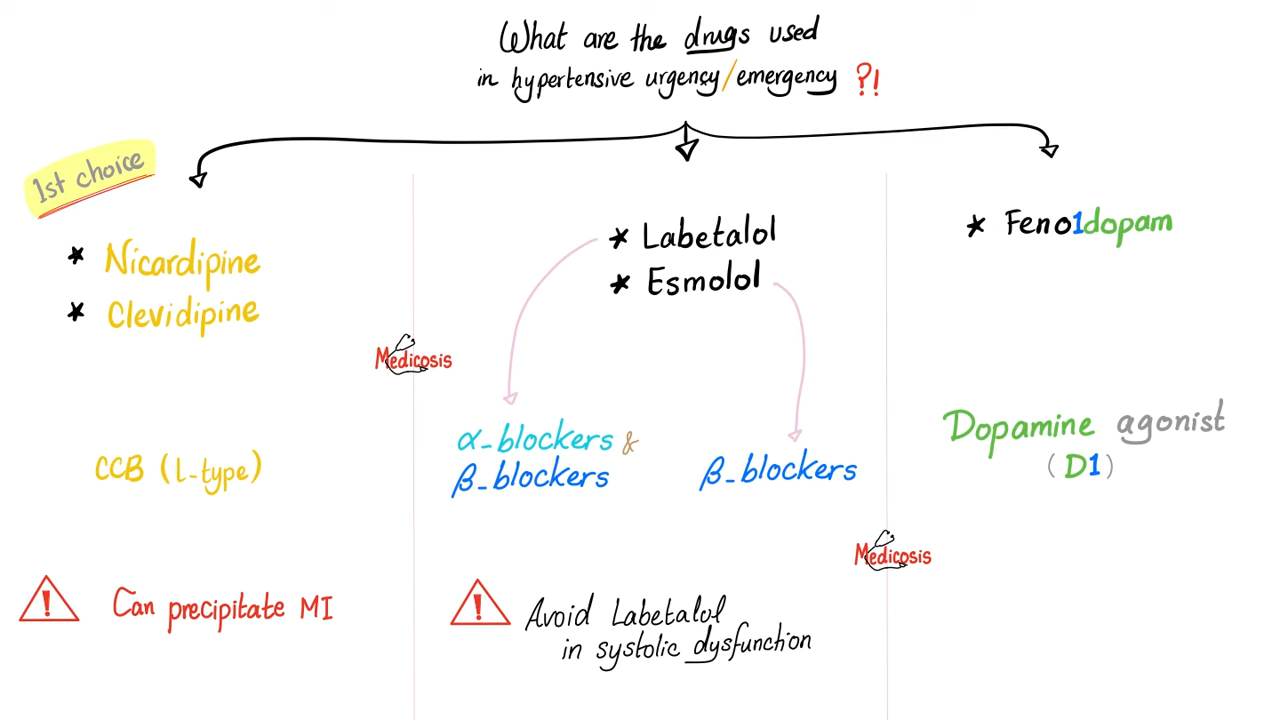 What are the drugs used
in hypertensive urgency/emergency ?!
1st choice
* Nicardipine
* Clevidipine
CCB (L-type)
Can precipitate MI
* Labetalol
* Esmolol
α-blockers &
β-blockers
β-blockers
Avoid Labetalol
in systolic dysfunction
* Feno1dopam
Dopamine agonist
(D1)
Medicosis
Medicosis